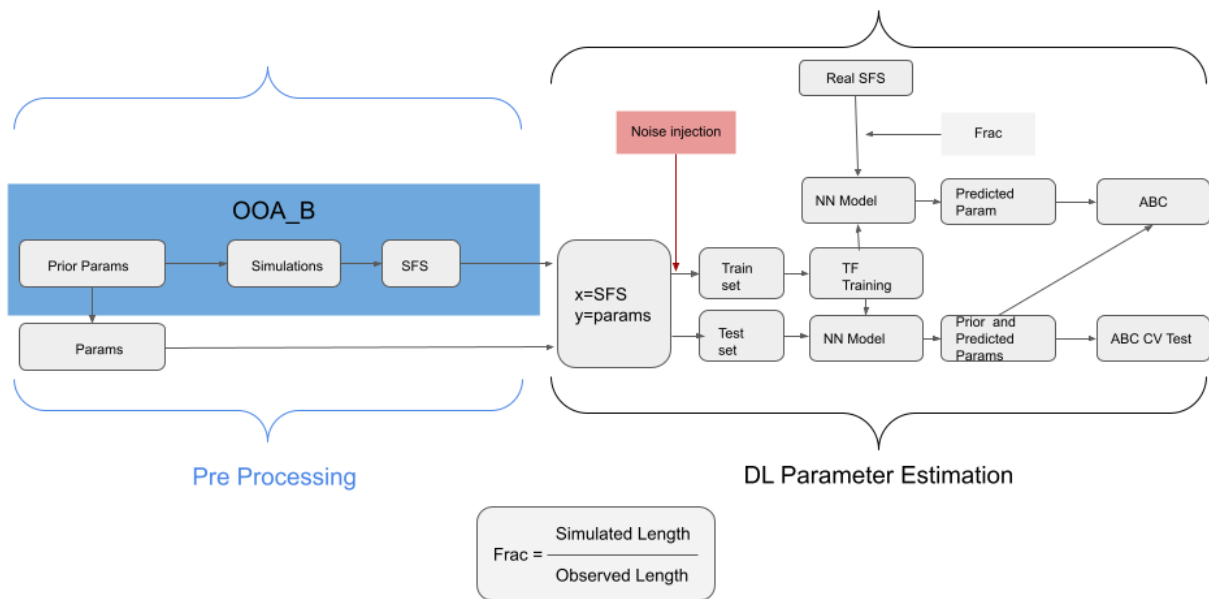 Real SFS
Noise injection
Frac
OOA_B
NN Model
Predicted
Param
ABC
Prior Params
Simulations
SFS
Train
set
TF
Training
x=SFS
y=params
Params
Test
set
NN Model
Prior and
Predicted
Params
ABC CV Test
Pre Processing
DL Parameter Estimation
Simulated Length
Frac =
Observed Length